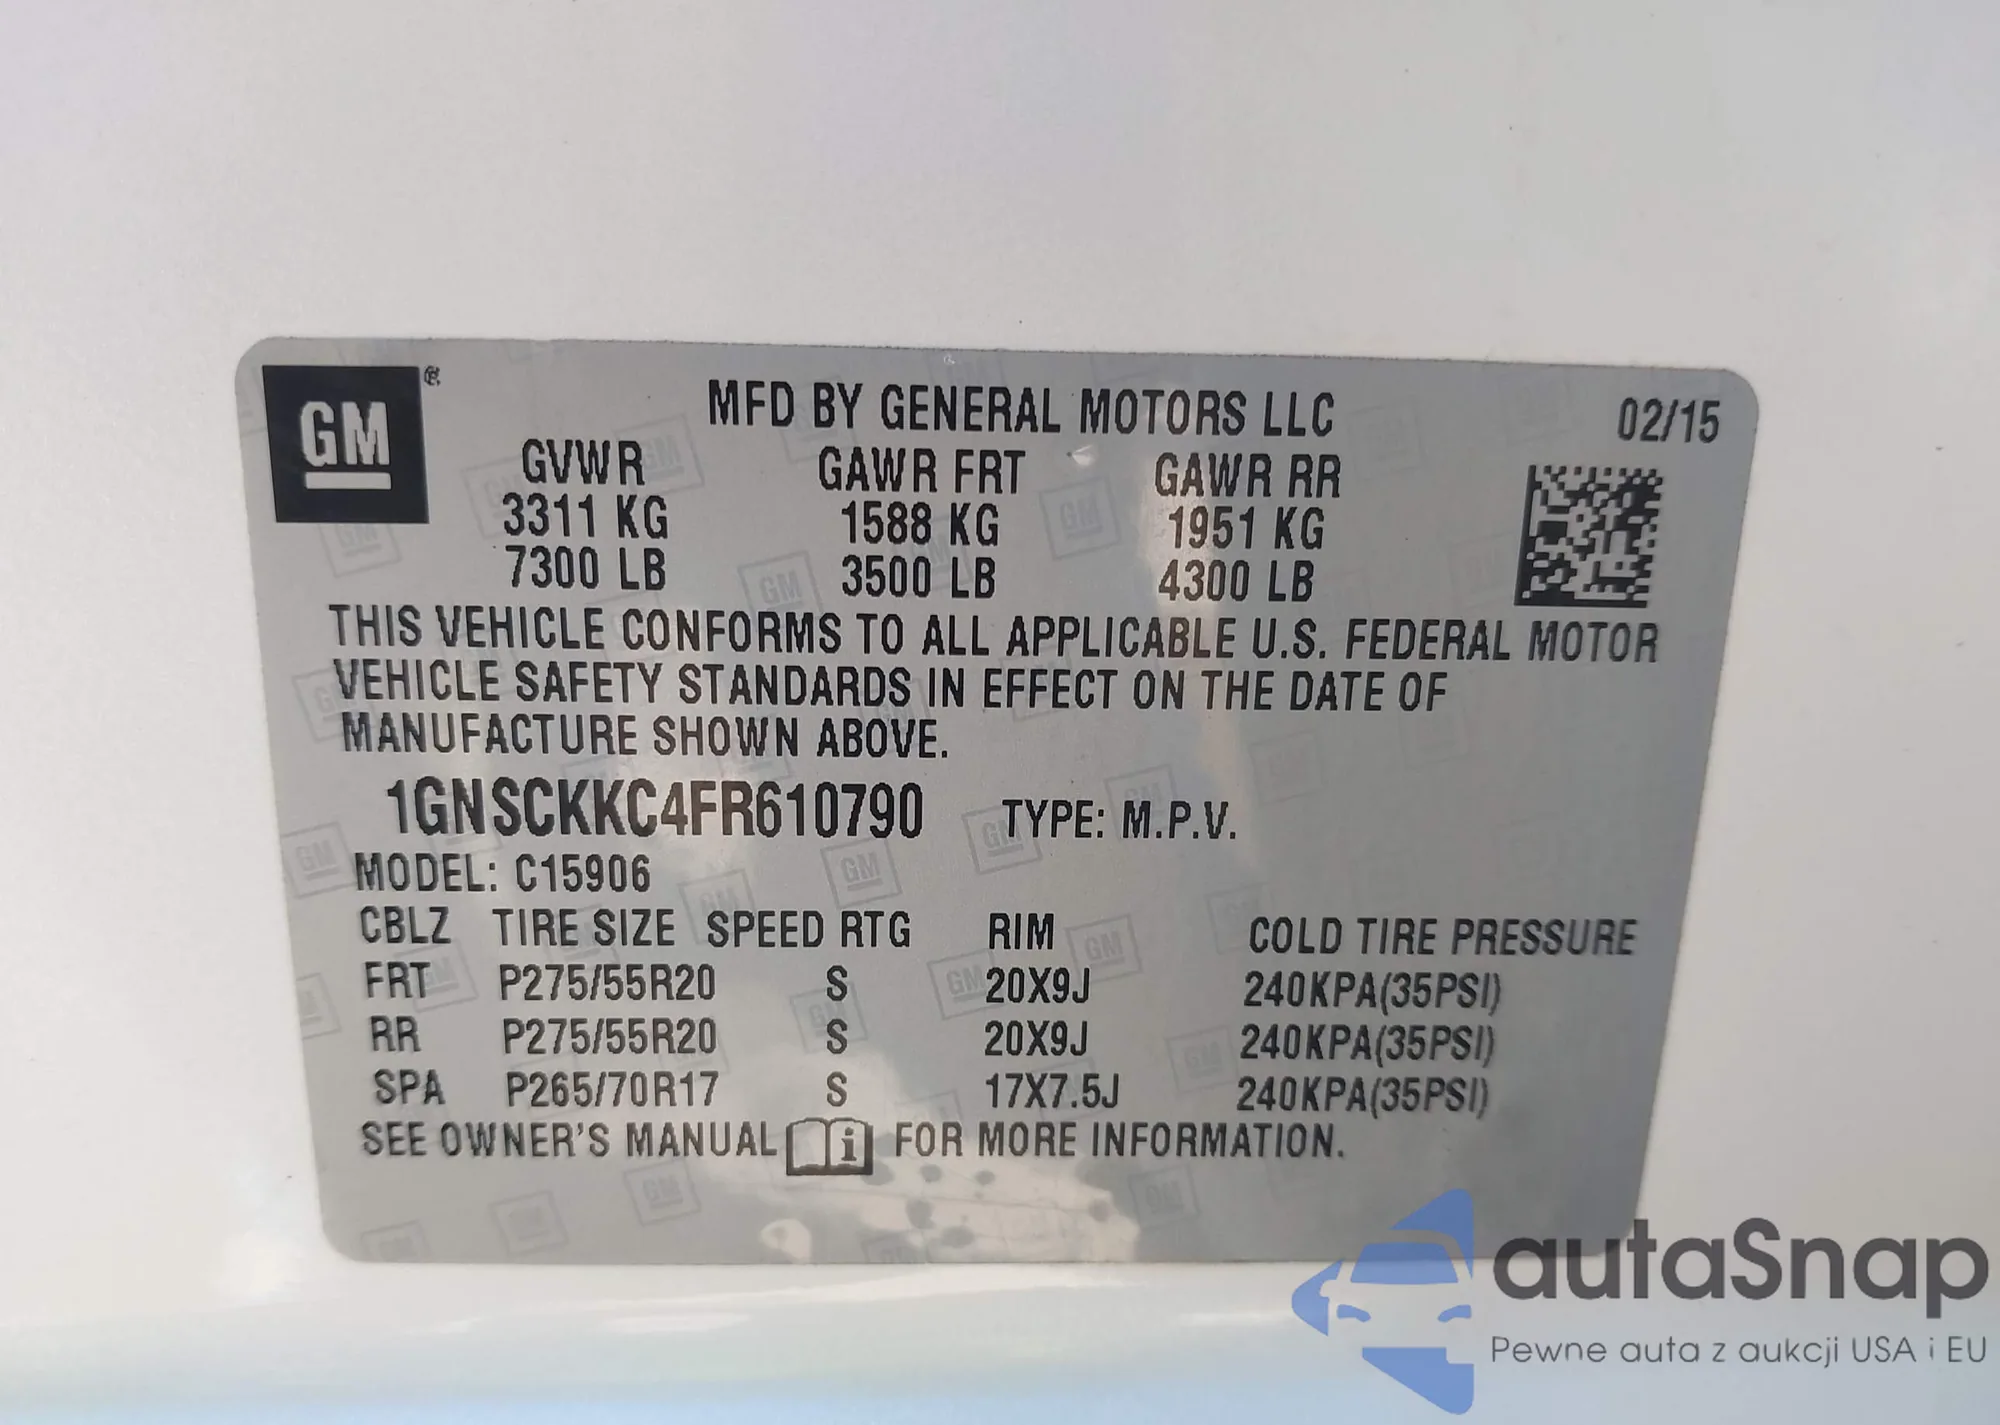 GM®
MFD BY GENERAL MOTORS LLC 02/15
GVWR GAWR FRT GAWR RR
3311 KG 1588 KG 1951 KG
7300 LB 3500 LB 4300 LB
THIS VEHICLE CONFORMS TO ALL APPLICABLE U.S. FEDERAL MOTOR
VEHICLE SAFETY STANDARDS IN EFFECT ON THE DATE OF
MANUFACTURE SHOWN ABOVE.
1GNSCKKC4FR610790 TYPE: M.P.V.
MODEL: C15906
CBLZ TIRE SIZE SPEED RTG RIM COLD TIRE PRESSURE
FRT P275/55R20 S 20X9J 240KPA(35PSI)
RR P275/55R20 S 20X9J 240KPA(35PSI)
SPA P265/70R17 S 17X7.5J 240KPA(35PSI)
SEE OWNER'S MANUAL i FOR MORE INFORMATION.
autaSnap
Pewne auta z aukcji USA i EU